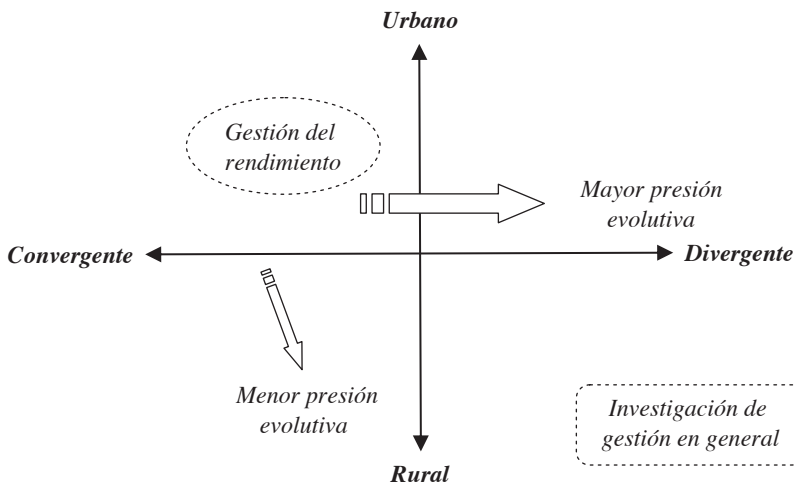 Urbano
Gestión del
rendimiento
Mayor presión
evolutiva
Convergente
Divergente
Menor presión
evolutiva
Investigación de
gestión en general
Rural